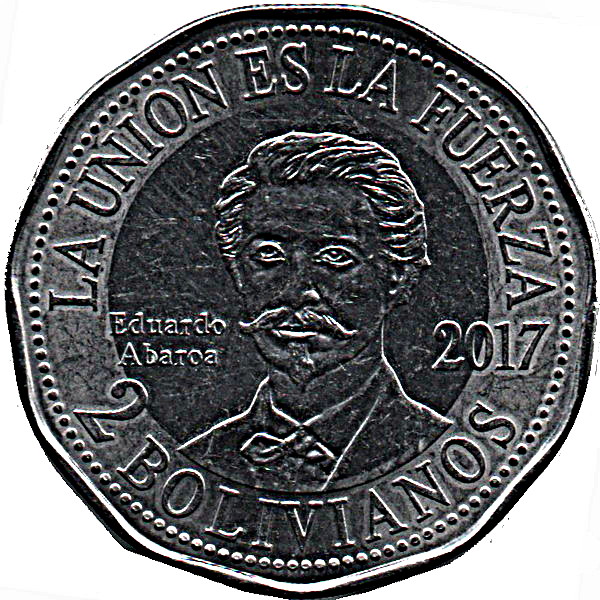 LA UNION ES LA FUERZA
Eduardo
Abaroa
2017
2 BOLIVIANOS